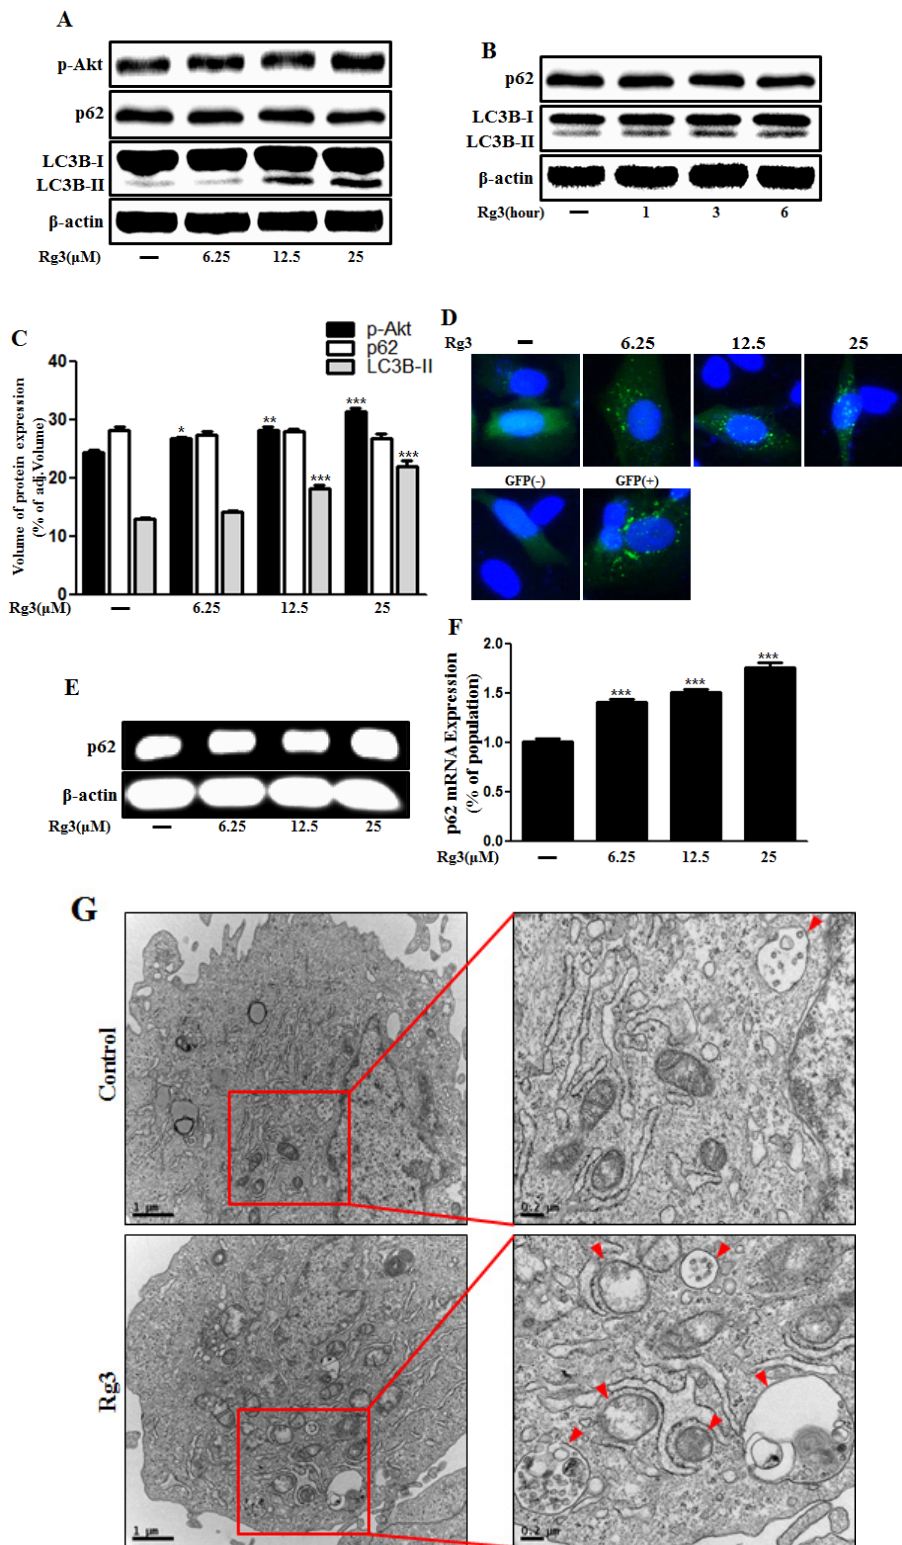 A
p-Akt
p62
LC3B-I
LC3B-II
β-actin
Rg3(μM) — 6.25 12.5 25
B
p62
LC3B-I
LC3B-II
β-actin
Rg3(hour) — 1 3 6
C
p-Akt
p62
LC3B-II
Volume of protein expression
(% of adj.Volume)
40
30
20
10
0
* ** *** *** ***
Rg3(μM) — 6.25 12.5 25
D
Rg3 — 6.25 12.5 25
GFP(-) GFP(+)
E
p62
β-actin
Rg3(μM) — 6.25 12.5 25
F
p62 mRNA Expression
(% of population)
2.0
1.5
1.0
0.5
0.0
*** *** ***
Rg3(μM) — 6.25 12.5 25
G
Control
1 μm
0.2 μm
Rg3
1 μm
0.2 μm